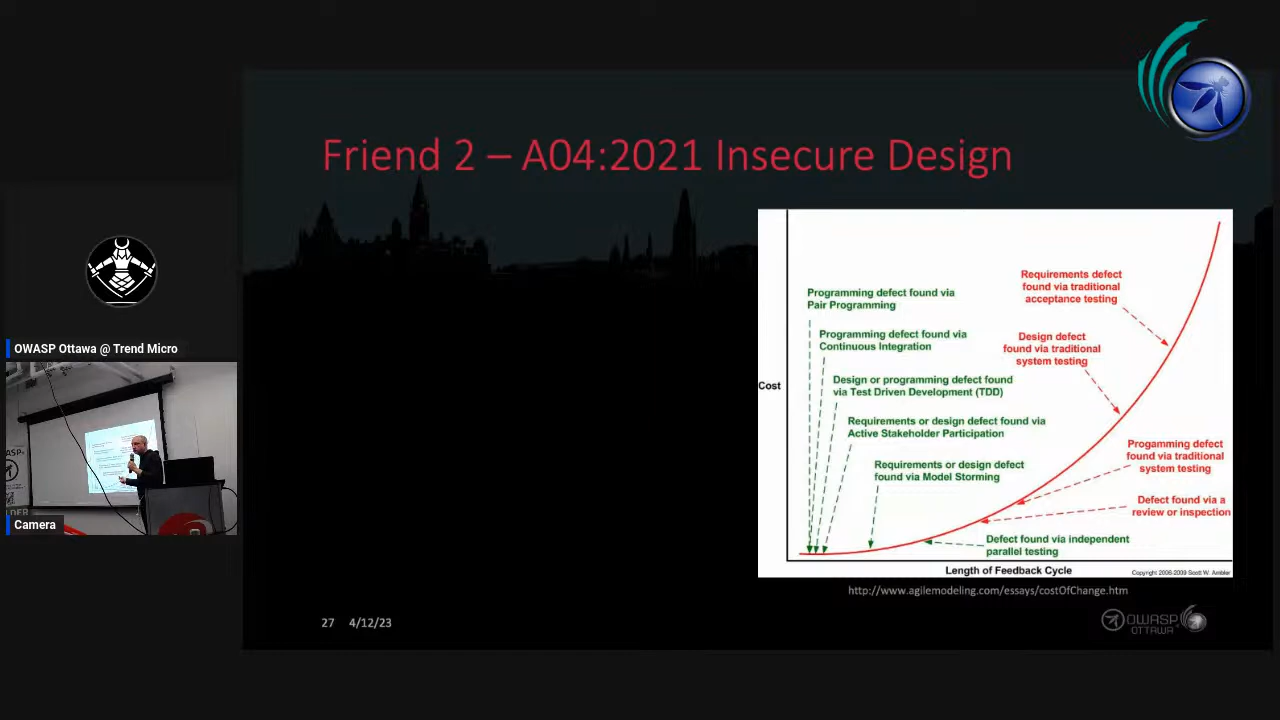 Friend 2 – A04:2021 Insecure Design
OWASP Ottawa @ Trend Micro
Camera
Programming defect found via
Pair Programming
Programming defect found via
Continuous Integration
Design or programming defect found
via Test Driven Development (TDD)
Requirements or design defect found via
Active Stakeholder Participation
Requirements or design defect
found via Model Storming
Defect found via independent
parallel testing
Requirements defect
found via traditional
acceptance testing
Design defect
found via traditional
system testing
Progamming defect
found via traditional
system testing
Defect found via a
review or inspection
Cost
Length of Feedback Cycle
Copyright 2006-2009 Scott W. Ambler
http://www.agilemodeling.com/essays/costOfChange.htm
27 4/12/23
OWASP
OTTAWA